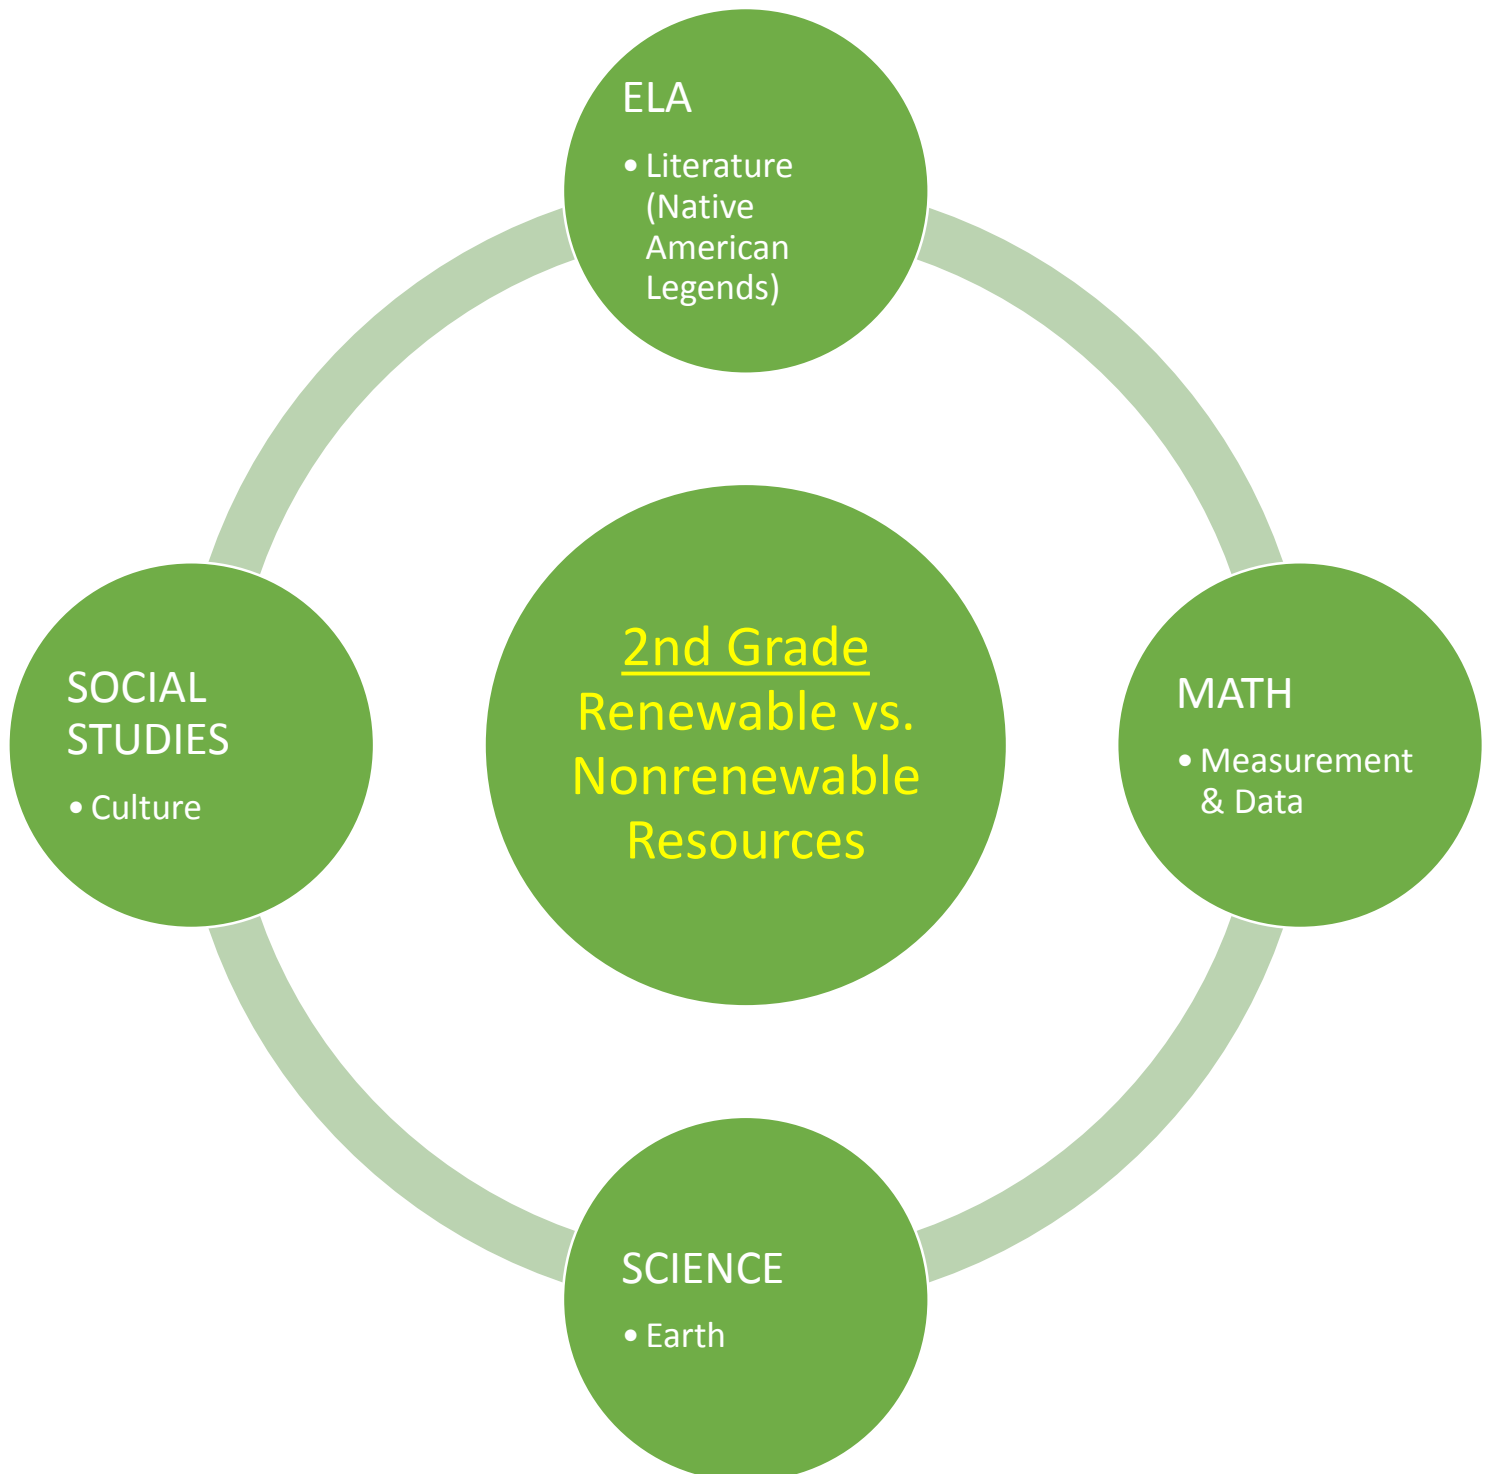 ELA
• Literature
(Native
American
Legends)
SOCIAL
STUDIES
• Culture
2nd Grade
Renewable vs.
Nonrenewable
Resources
MATH
• Measurement
& Data
SCIENCE
• Earth